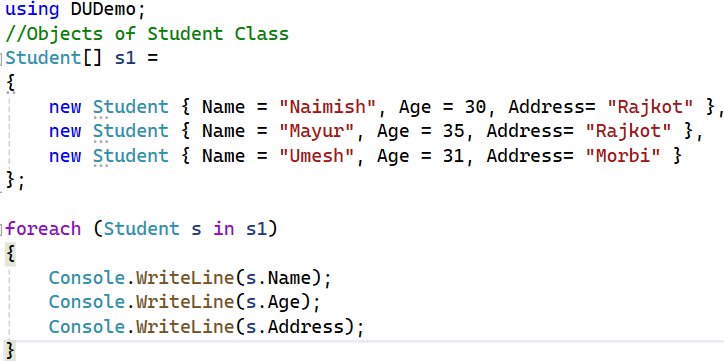 using DUDemo;
//Objects of Student Class
Student[] s1 =
{
    new Student { Name = "Naimish", Age = 30, Address= "Rajkot" },
    new Student { Name = "Mayur", Age = 35, Address= "Rajkot" },
    new Student { Name = "Umesh", Age = 31, Address= "Morbi" }
};

foreach (Student s in s1)
{
    Console.WriteLine(s.Name);
    Console.WriteLine(s.Age);
    Console.WriteLine(s.Address);
}